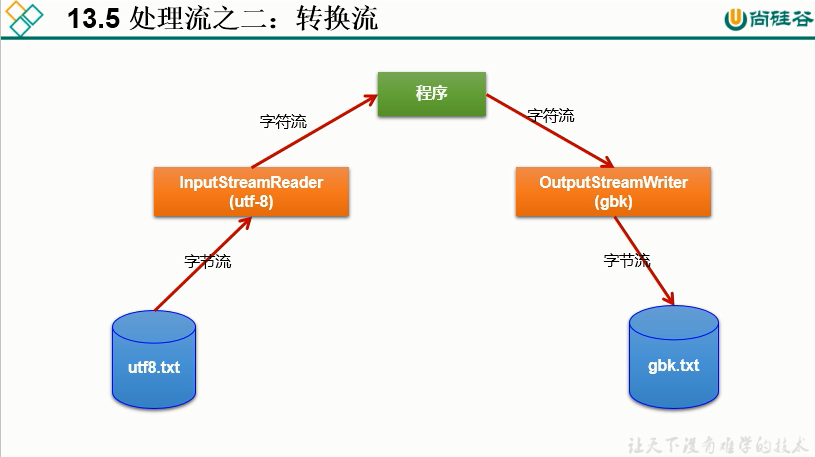 13.5 处理流之二：转换流
尚硅谷
程序
字符流
字符流
InputStreamReader
(utf-8)
OutputStreamWriter
(gbk)
字节流
字节流
utf8.txt
gbk.txt
让天下没有难学的技术